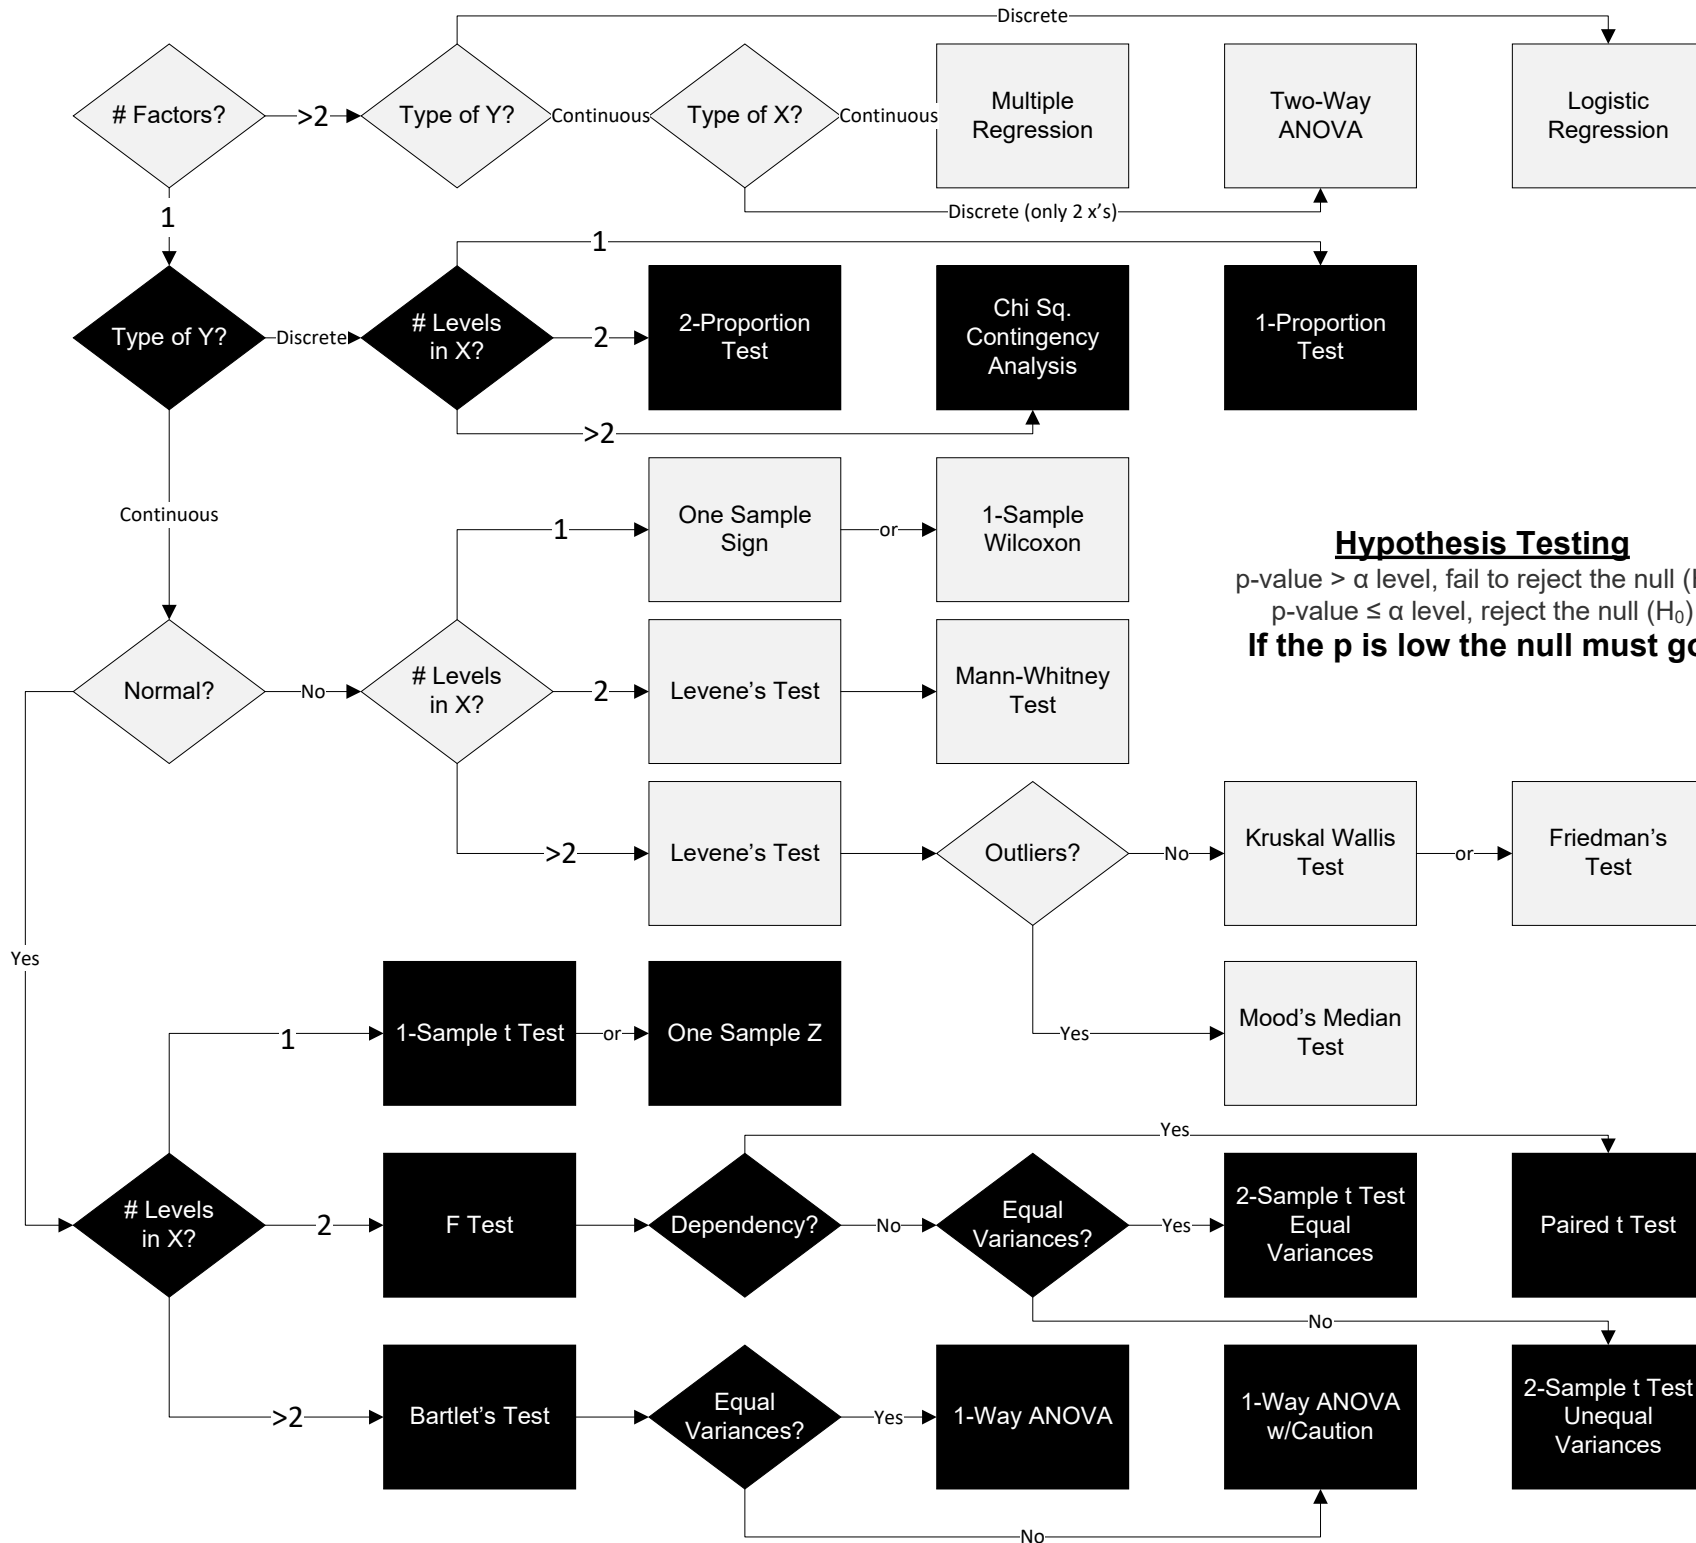 Discrete
# Factors?
>2
Type of Y?
Continuous
Type of X?
Continuous
Multiple
Regression
Two-Way
ANOVA
Logistic
Regression
1
Discrete (only 2 x's)
1
Type of Y?
Discrete
# Levels
in X?
2
2-Proportion
Test
Chi Sq.
Contingency
Analysis
1-Proportion
Test
>2
Continuous
1
One Sample
Sign
or
1-Sample
Wilcoxon
Hypothesis Testing
p-value > α level, fail to reject the null (
p-value ≤ α level, reject the null (H₀)
If the p is low the null must go
Normal?
No
# Levels
in X?
2
Levene's Test
Mann-Whitney
Test
>2
Levene's Test
Outliers?
No
Kruskal Wallis
Test
or
Friedman's
Test
Yes
Yes
Mood's Median
Test
1
1-Sample t Test
or
One Sample Z
Yes
# Levels
in X?
2
F Test
Dependency?
No
Equal
Variances?
Yes
2-Sample t Test
Equal
Variances
Paired t Test
No
>2
Bartlet's Test
Equal
Variances?
Yes
1-Way ANOVA
1-Way ANOVA
w/Caution
2-Sample t Test
Unequal
Variances
No